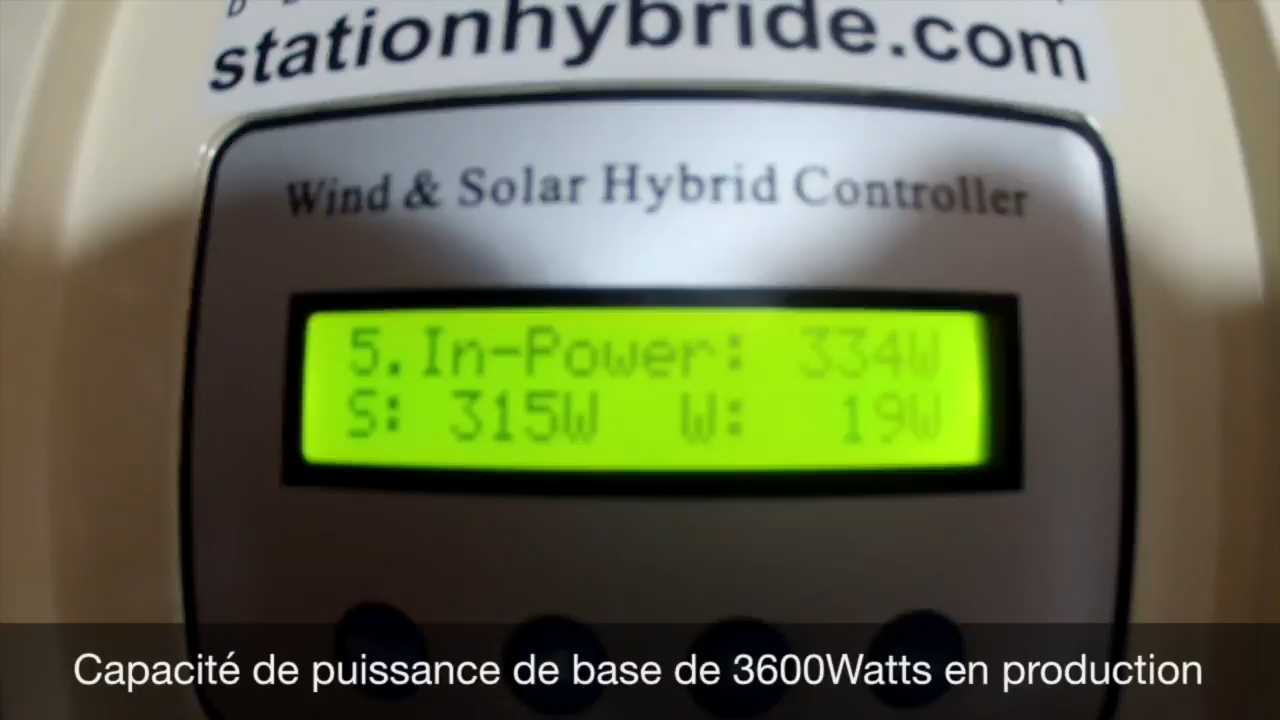 stationhybride.com
Wind & Solar Hybrid Controller
5.In-Power: 334W
S: 315W W: 19W
Capacité de puissance de base de 3600Watts en production